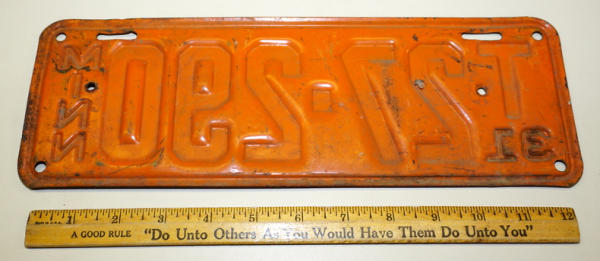 T 27·290
31
MINN
1 2 3 4 5 6 7 8 9 10 11 12
A GOOD RULE "Do Unto Others As You Would Have Them Do Unto You"